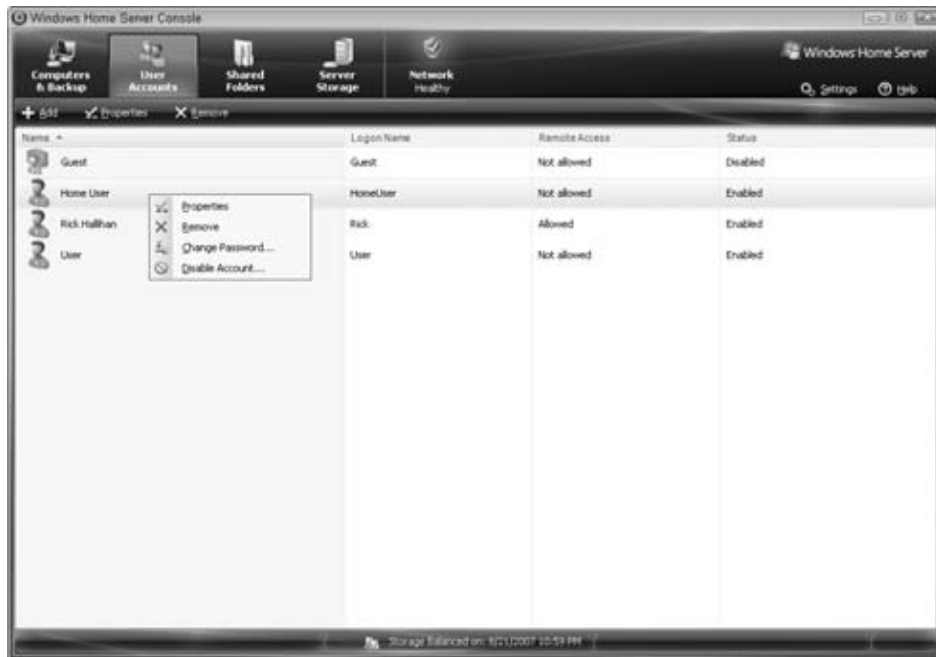 Windows Home Server Console
Computers & Backup
User Accounts
Shared Folders
Server Storage
Network Healthy
Windows Home Server
Settings Help
Add Properties Remove
Name Logon Name Remote Access Status
Guest Guest Not allowed Disabled
Home User HomeUser Not allowed Enabled
Rick Hallihan Rick Allowed Enabled
User User Not allowed Enabled
Properties
Remove
Change Password...
Disable Account...
Storage Balanced on: 8/21/2007 10:59 PM